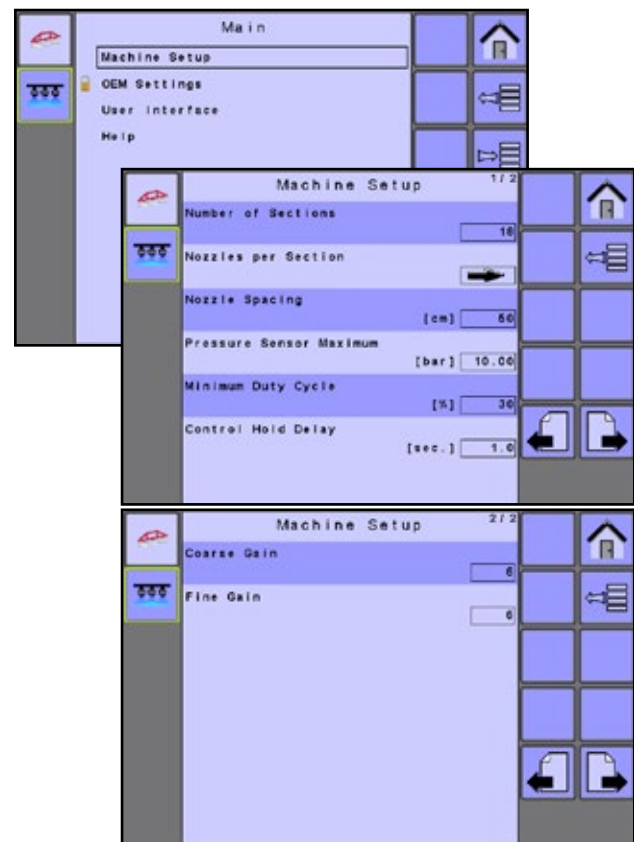 Main
Machine Setup
OEM Settings
User Interface
Help
Machine Setup 1/2
Number of Sections
16
Nozzles per Section
Nozzle Spacing
[cm] 50
Pressure Sensor Maximum
[bar] 10.00
Minimum Duty Cycle
[%] 30
Control Hold Delay
[sec.] 1.0
Machine Setup 2/2
Coarse Gain
6
Fine Gain
6